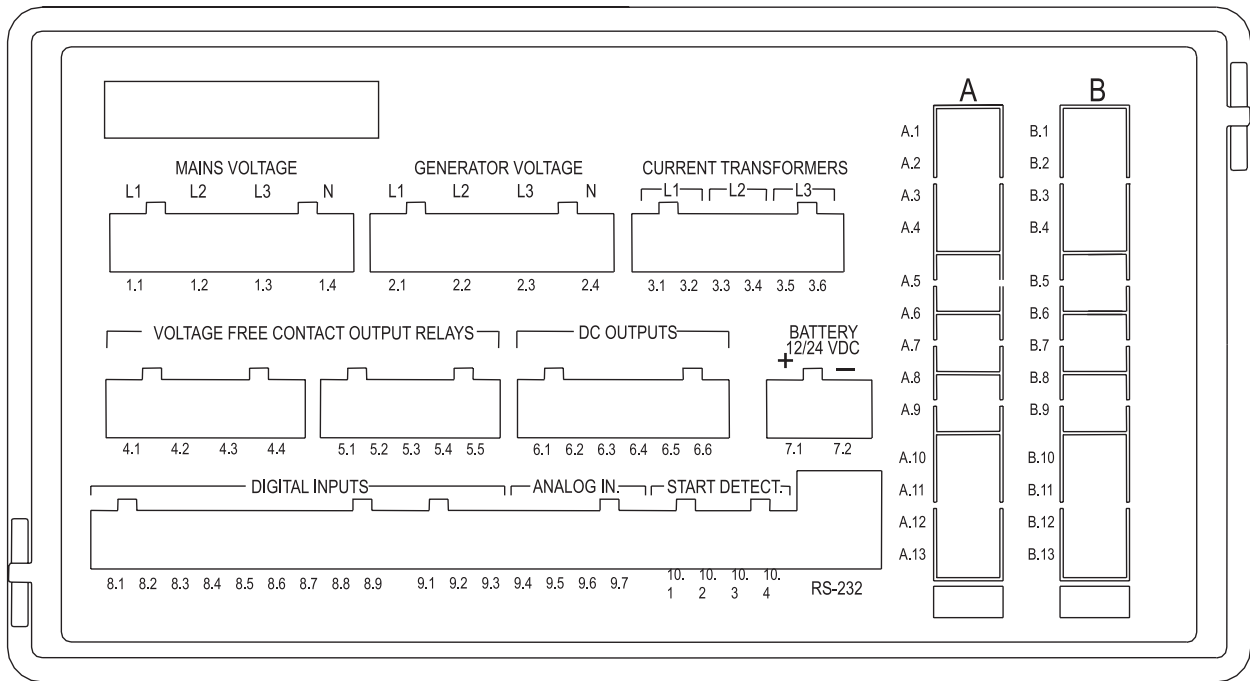 A B
A.1 B.1
A.2 B.2
MAINS VOLTAGE GENERATOR VOLTAGE CURRENT TRANSFORMERS
L1 L2 L3 N L1 L2 L3 N L1 L2 L3
A.3 B.3
A.4 B.4
1.1 1.2 1.3 1.4 2.1 2.2 2.3 2.4 3.1 3.2 3.3 3.4 3.5 3.6
A.5 B.5
A.6 B.6
VOLTAGE FREE CONTACT OUTPUT RELAYS DC OUTPUTS BATTERY
12/24 VDC
+ −
A.7 B.7
A.8 B.8
A.9 B.9
4.1 4.2 4.3 4.4 5.1 5.2 5.3 5.4 5.5 6.1 6.2 6.3 6.4 6.5 6.6 7.1 7.2
A.10 B.10
DIGITAL INPUTS ANALOG IN. START DETECT.
A.11 B.11
A.12 B.12
A.13 B.13
8.1 8.2 8.3 8.4 8.5 8.6 8.7 8.8 8.9 9.1 9.2 9.3 9.4 9.5 9.6 9.7 10.1 10.2 10.3 10.4 RS-232